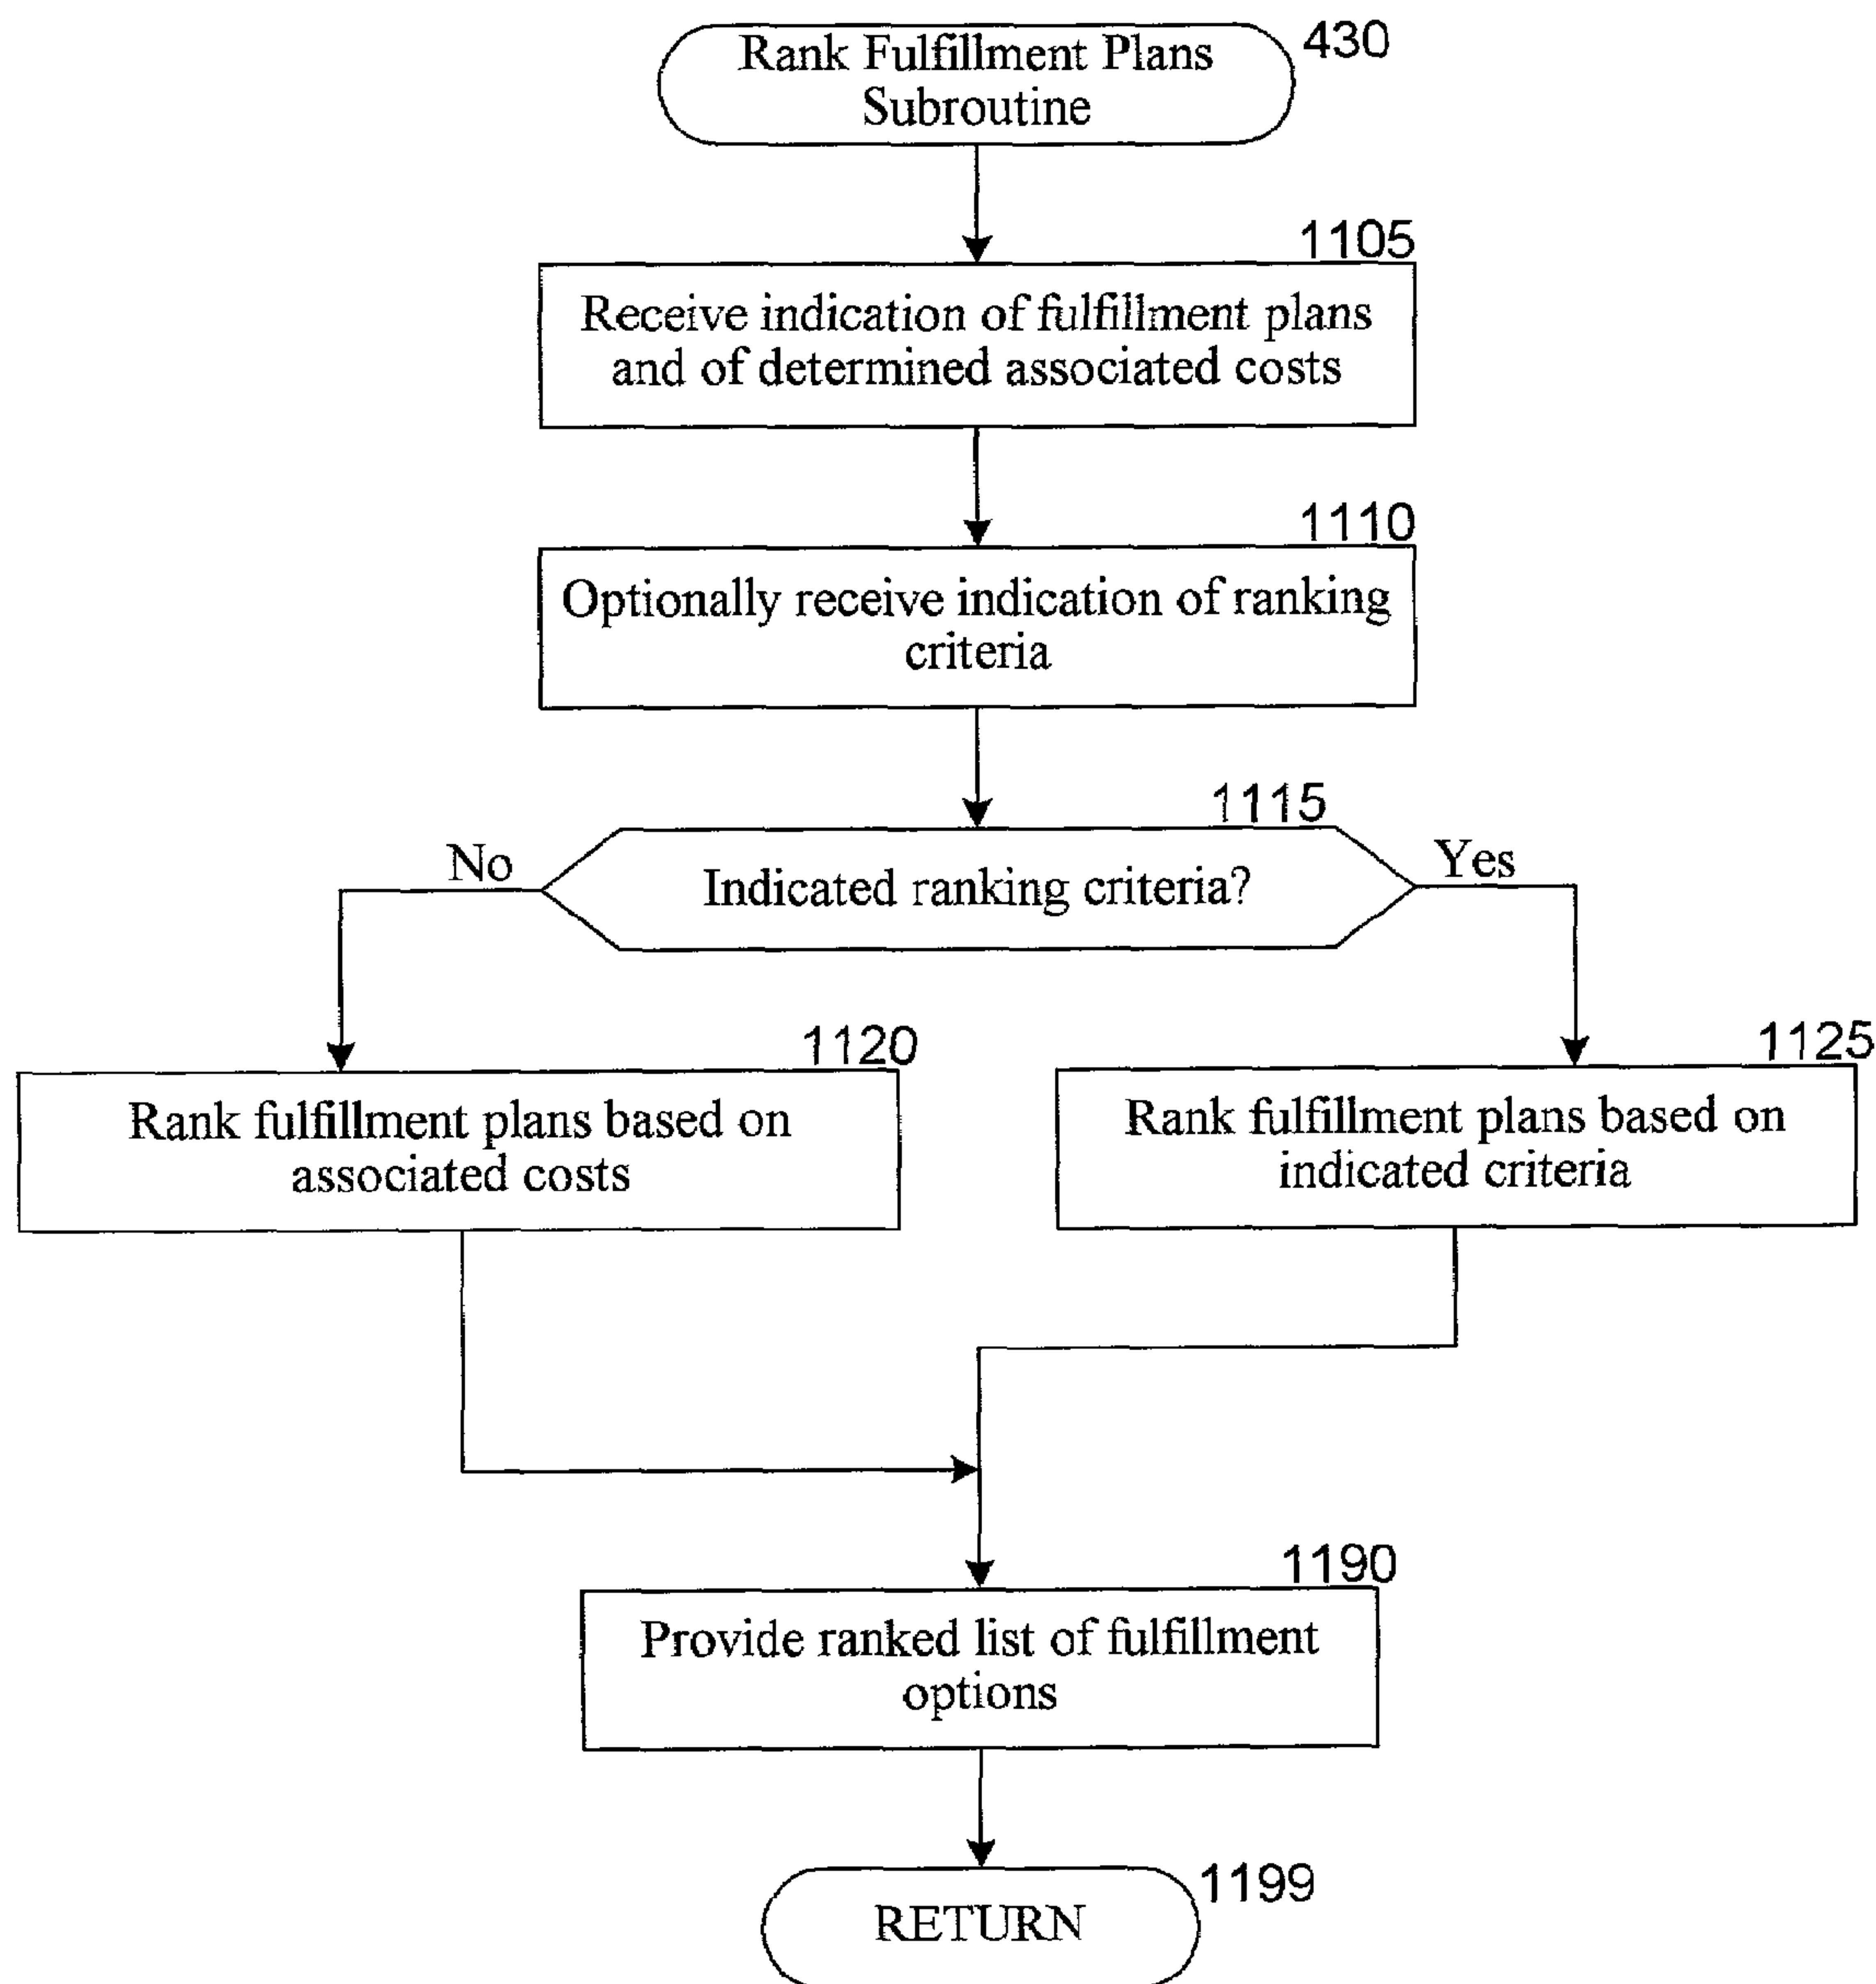 Rank Fulfillment Plans
Subroutine
430
1105
Receive indication of fulfillment plans
and of determined associated costs
1110
Optionally receive indication of ranking
criteria
1115
No
Indicated ranking criteria?
Yes
1120
Rank fulfillment plans based on
associated costs
1125
Rank fulfillment plans based on
indicated criteria
1190
Provide ranked list of fulfillment
options
1199
RETURN